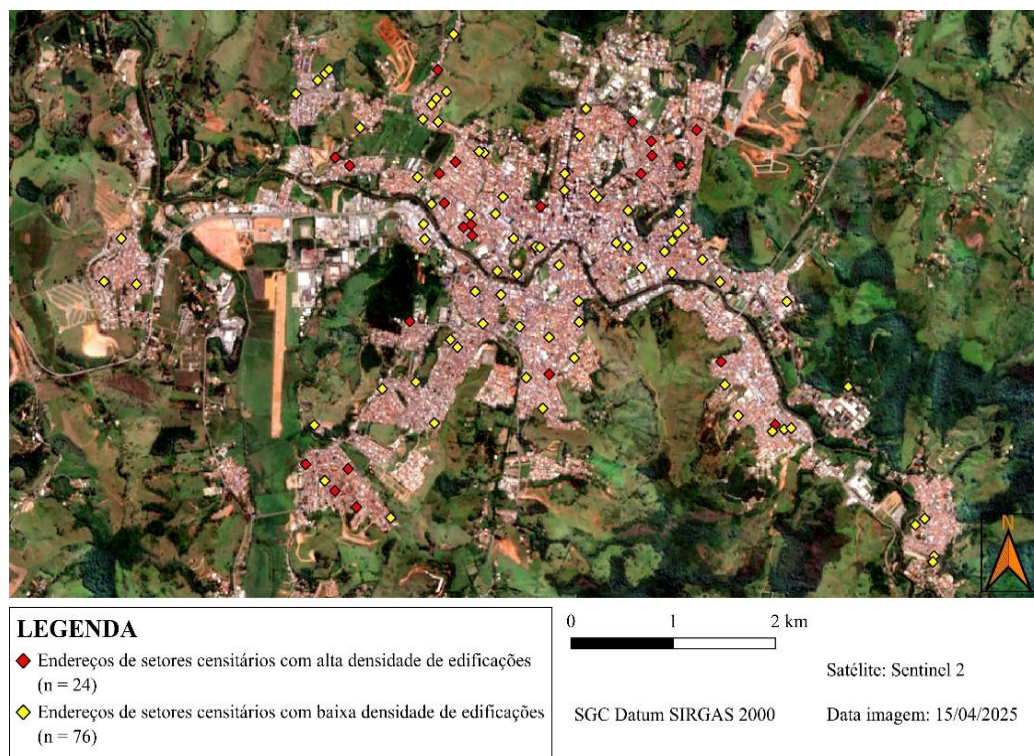 N
LEGENDA
Endereços de setores censitários com alta densidade de edificações
(n = 24)
Endereços de setores censitários com baixa densidade de edificações
(n = 76)
0 1 2 km
SGC Datum SIRGAS 2000
Satélite: Sentinel 2
Data imagem: 15/04/2025